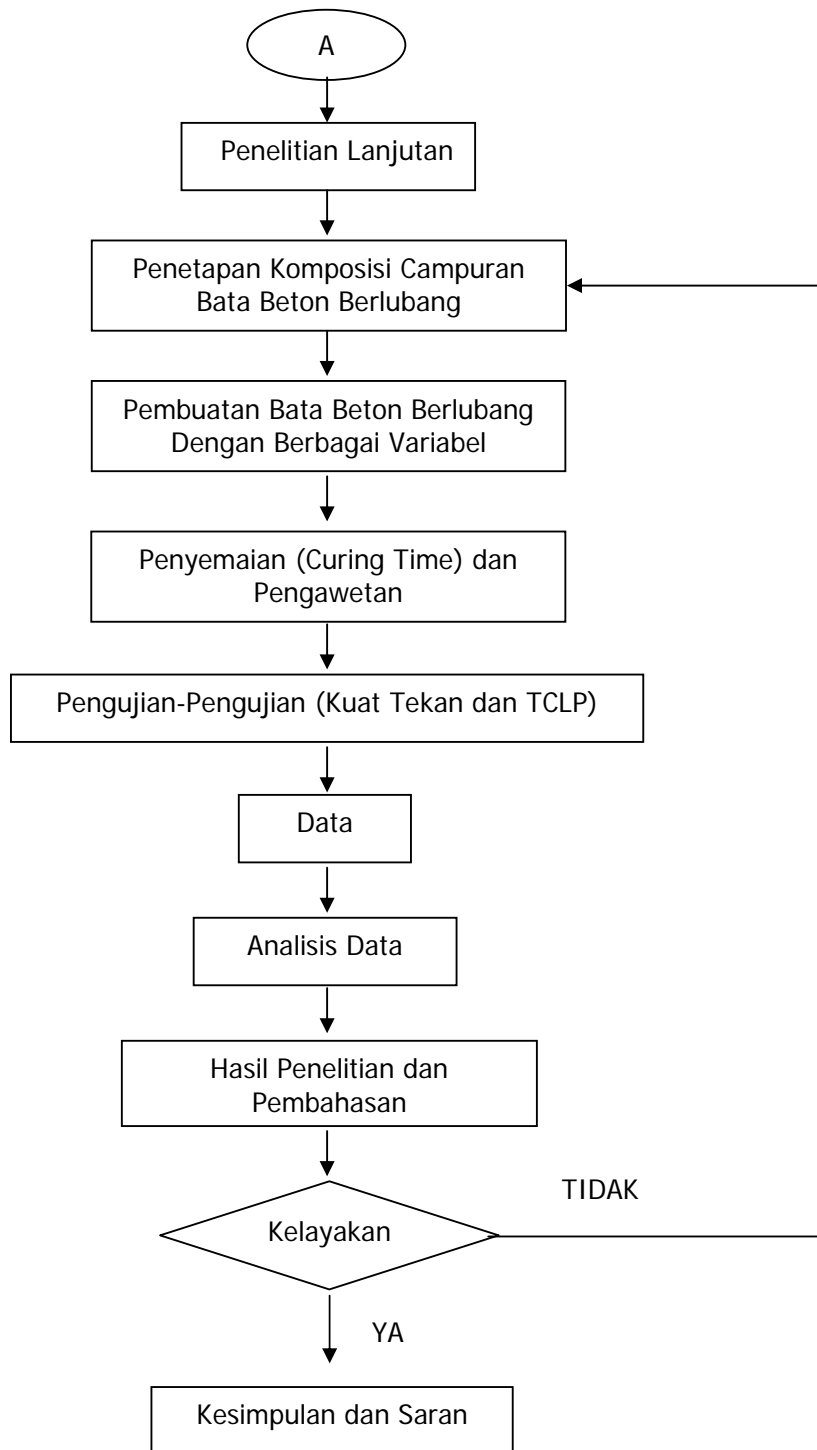 A
Penelitian Lanjutan
Penetapan Komposisi Campuran
Bata Beton Berlubang
Pembuatan Bata Beton Berlubang
Dengan Berbagai Variabel
Penyemaian (Curing Time) dan
Pengawetan
Pengujian-Pengujian (Kuat Tekan dan TCLP)
Data
Analisis Data
Hasil Penelitian dan
Pembahasan
TIDAK
Kelayakan
YA
Kesimpulan dan Saran